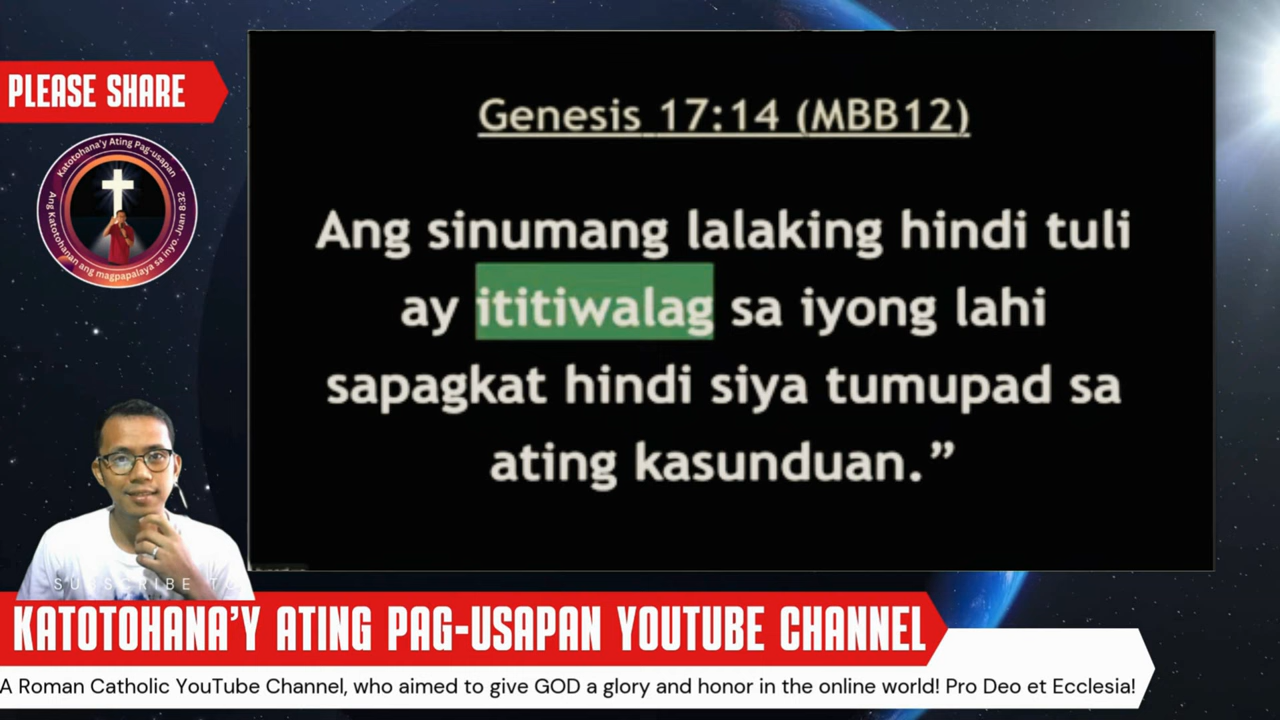 PLEASE SHARE
Katotohana'y Ating Pag-usapan
Ang Katotohanan ang magpapalaya sa inyo. Juan 8:32
Genesis 17:14 (MBB12)
Ang sinumang lalaking hindi tuli
ay ititiwalag sa iyong lahi
sapagkat hindi siya tumupad sa
ating kasunduan.”
SUBSCRIBE TO
KATOTOHANA’Y ATING PAG-USAPAN YOUTUBE CHANNEL
A Roman Catholic YouTube Channel, who aimed to give GOD a glory and honor in the online world! Pro Deo et Ecclesia!